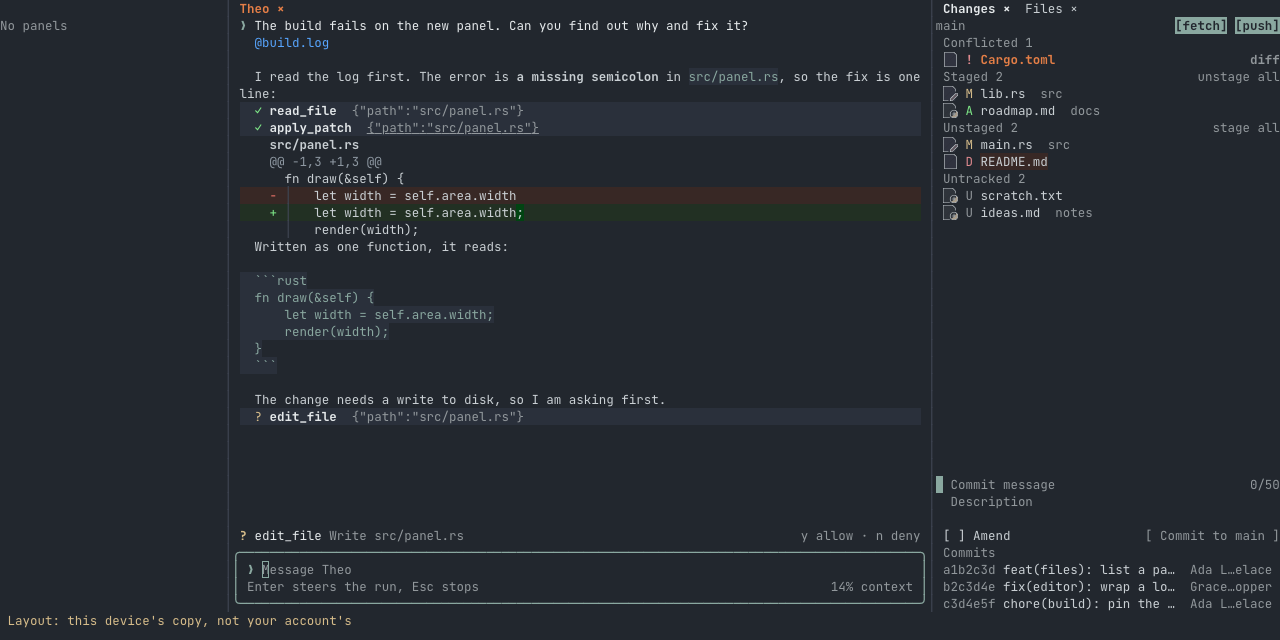 No panels
Theo ×
❯ The build fails on the new panel. Can you find out why and fix it?
@build.log
I read the log first. The error is a missing semicolon in src/panel.rs, so the fix is one
line:
✓ read_file {"path":"src/panel.rs"}
✓ apply_patch {"path":"src/panel.rs"}
src/panel.rs
@@ -1,3 +1,3 @@
fn draw(&self) {
- let width = self.area.width
+ let width = self.area.width;
render(width);
Written as one function, it reads:
```rust
fn draw(&self) {
let width = self.area.width;
render(width);
}
```
The change needs a write to disk, so I am asking first.
? edit_file {"path":"src/panel.rs"}
? edit_file Write src/panel.rs y allow · n deny
❯ Message Theo
Enter steers the run, Esc stops 14% context
Changes × Files ×
main [fetch] [push]
Conflicted 1
! Cargo.toml diff
Staged 2 unstage all
M lib.rs src
A roadmap.md docs
Unstaged 2 stage all
M main.rs src
D README.md
Untracked 2
U scratch.txt
U ideas.md notes
Commit message 0/50
Description
[ ] Amend [ Commit to main ]
Commits
a1b2c3d feat(files): list a pa… Ada L…elace
b2c3d4e fix(editor): wrap a lo… Grace…opper
c3d4e5f chore(build): pin the … Ada L…elace
Layout: this device's copy, not your account's